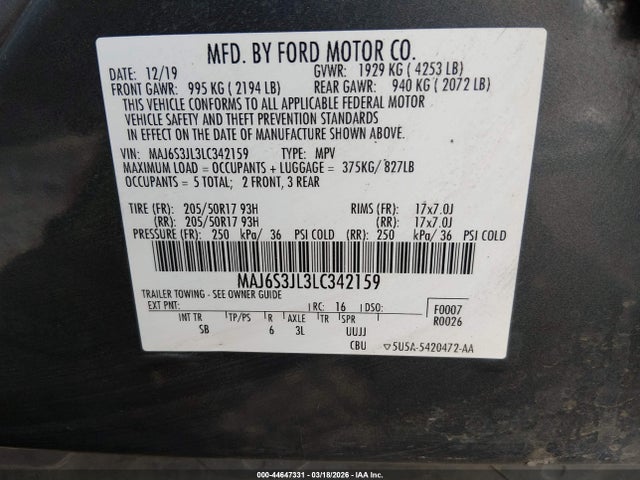 MFD. BY FORD MOTOR CO.
DATE: 12/19 GVWR: 1929 KG ( 4253 LB)
FRONT GAWR: 995 KG ( 2194 LB) REAR GAWR: 940 KG ( 2072 LB)
THIS VEHICLE CONFORMS TO ALL APPLICABLE FEDERAL MOTOR
VEHICLE SAFETY AND THEFT PREVENTION STANDARDS
IN EFFECT ON THE DATE OF MANUFACTURE SHOWN ABOVE.
VIN: MAJ6S3JL3LC342159 TYPE: MPV
MAXIMUM LOAD = OCCUPANTS + LUGGAGE = 375KG/ 827LB
OCCUPANTS = 5 TOTAL; 2 FRONT, 3 REAR
TIRE (FR): 205/50R17 93H RIMS (FR): 17x7.0J
(RR): 205/50R17 93H (RR): 17x7.0J
PRESSURE (FR): 250 kPa/ 36 PSI COLD (RR): 250 kPa/ 36 PSI COLD
MAJ6S3JL3LC342159
TRAILER TOWING - SEE OWNER GUIDE
EXT PNT: RC: 16 DSO: F0007
R0026
INT TR TP/PS R AXLE TR SPR
SB 6 3L UUJJ
CBU ▽5U5A-5420472-AA
000-44647331 | 03/18/2026 | IAA Inc.